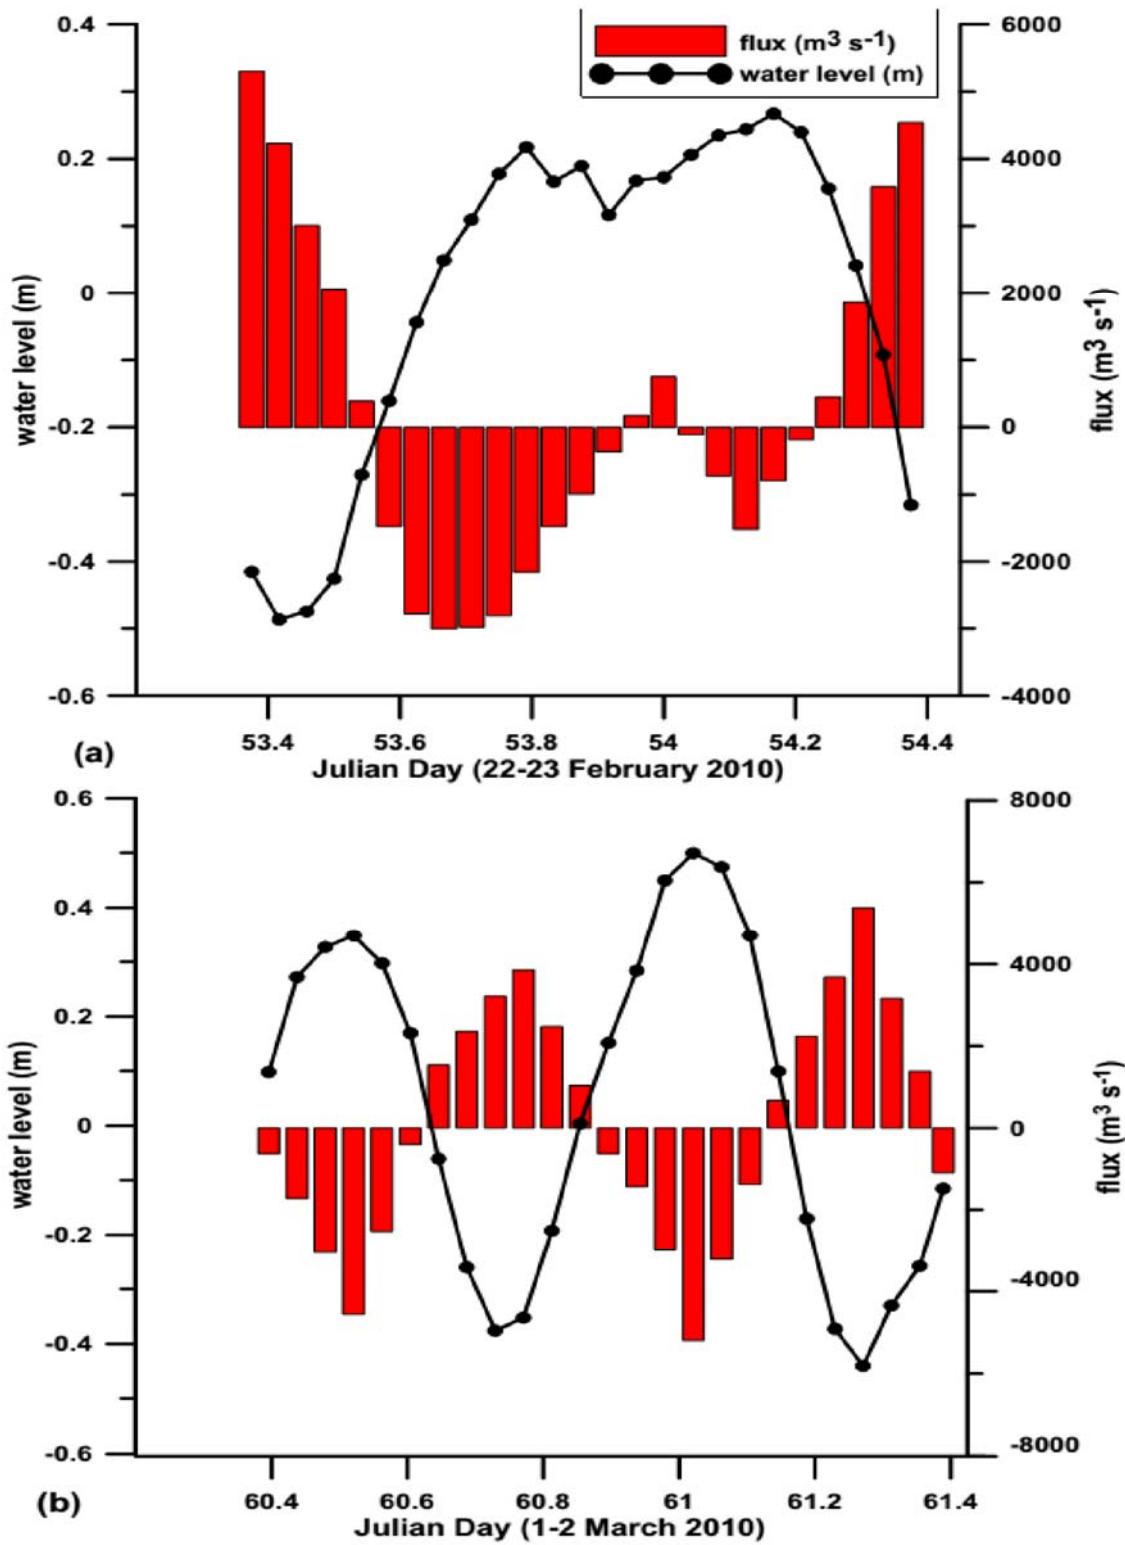 flux (m3 s-1)
water level (m)
0.4
0.2
0
-0.2
-0.4
-0.6
water level (m)
6000
4000
2000
0
-2000
-4000
flux (m3 s-1)
53.4 53.6 53.8 54 54.2 54.4
(a)
Julian Day (22-23 February 2010)
0.6
0.4
0.2
0
-0.2
-0.4
-0.6
water level (m)
8000
4000
0
-4000
-8000
flux (m3 s-1)
60.4 60.6 60.8 61 61.2 61.4
(b)
Julian Day (1-2 March 2010)